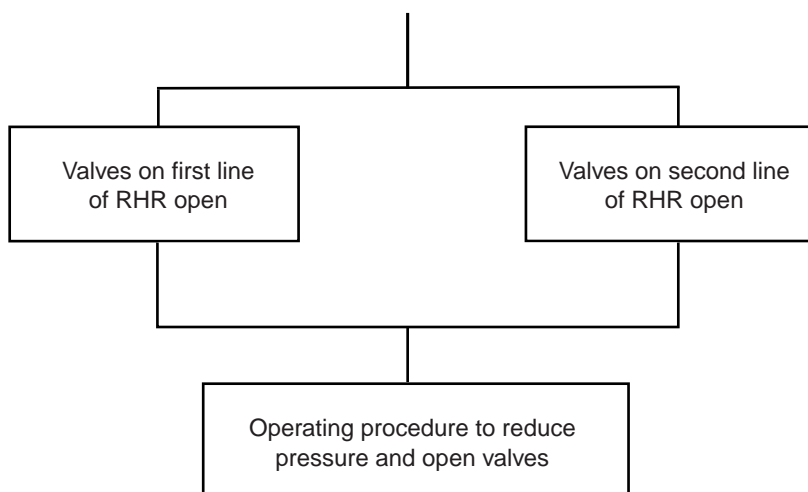 Valves on first line
of RHR open
Valves on second line
of RHR open
Operating procedure to reduce
pressure and open valves